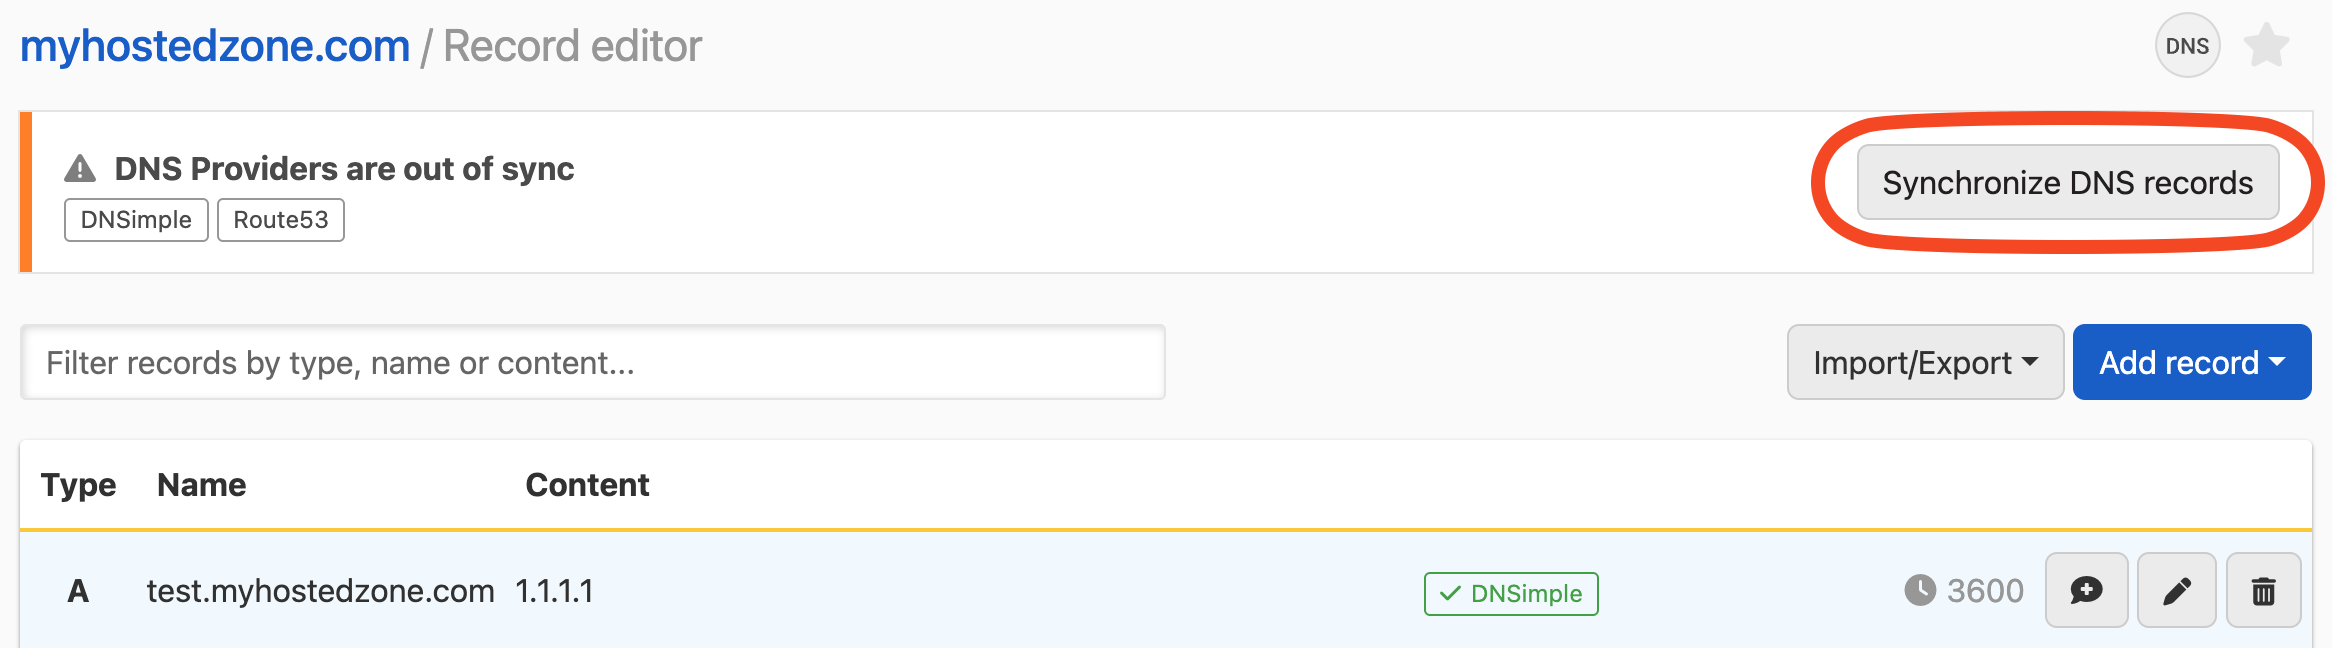 myhostedzone.com / Record editor
DNS
DNS Providers are out of sync
DNSimple Route53
Synchronize DNS records
Filter records by type, name or content...
Import/Export
Add record
Type Name Content
A test.myhostedzone.com 1.1.1.1 DNSimple 3600